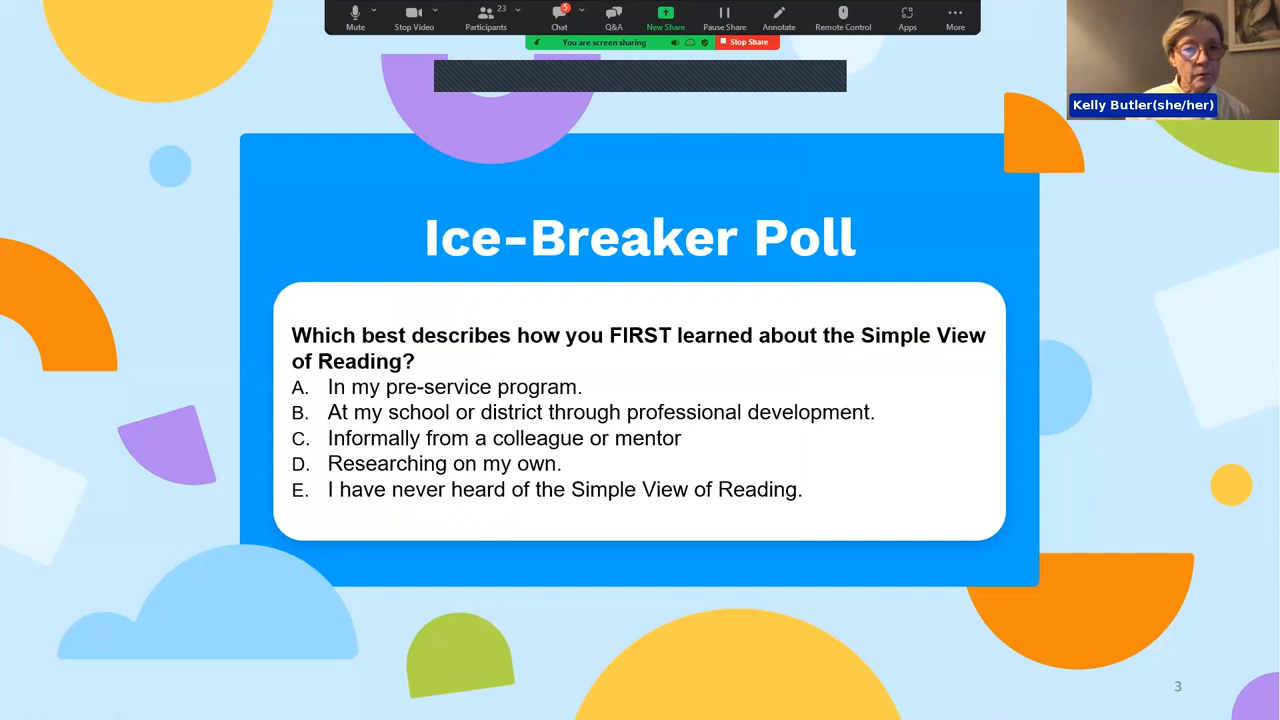 23
5
Mute
Stop Video
Participants
Chat
Q&A
New Share
Pause Share
Annotate
Remote Control
Apps
More
You are screen sharing
Stop Share
Kelly Butler(she/her)
Ice-Breaker Poll
Which best describes how you FIRST learned about the Simple View
of Reading?
A. In my pre-service program.
B. At my school or district through professional development.
C. Informally from a colleague or mentor
D. Researching on my own.
E. I have never heard of the Simple View of Reading.
3